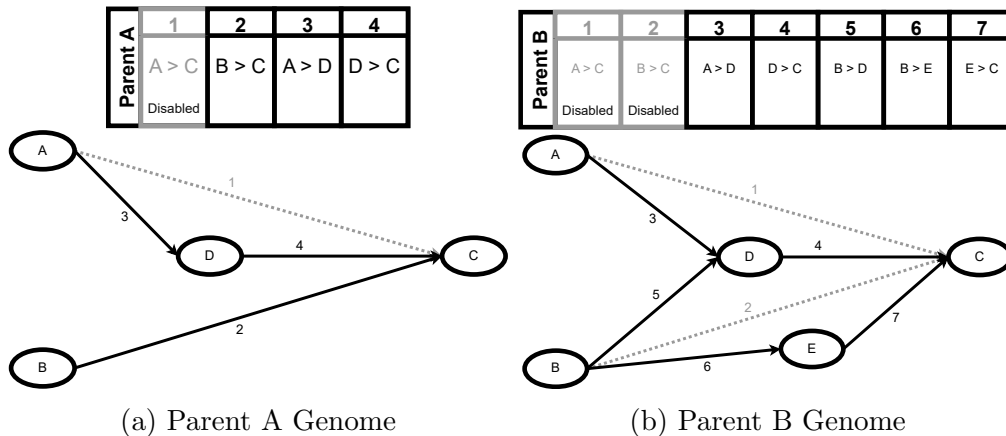 Parent A
1 2 3 4
A > C B > C A > D D > C
Disabled
A
1
3
D
4
C
2
B
(a) Parent A Genome
Parent B
1 2 3 4 5 6 7
A > C B > C A > D D > C B > D B > E E > C
Disabled Disabled
A
1
3
D
4
C
5
2
7
E
B
6
(b) Parent B Genome